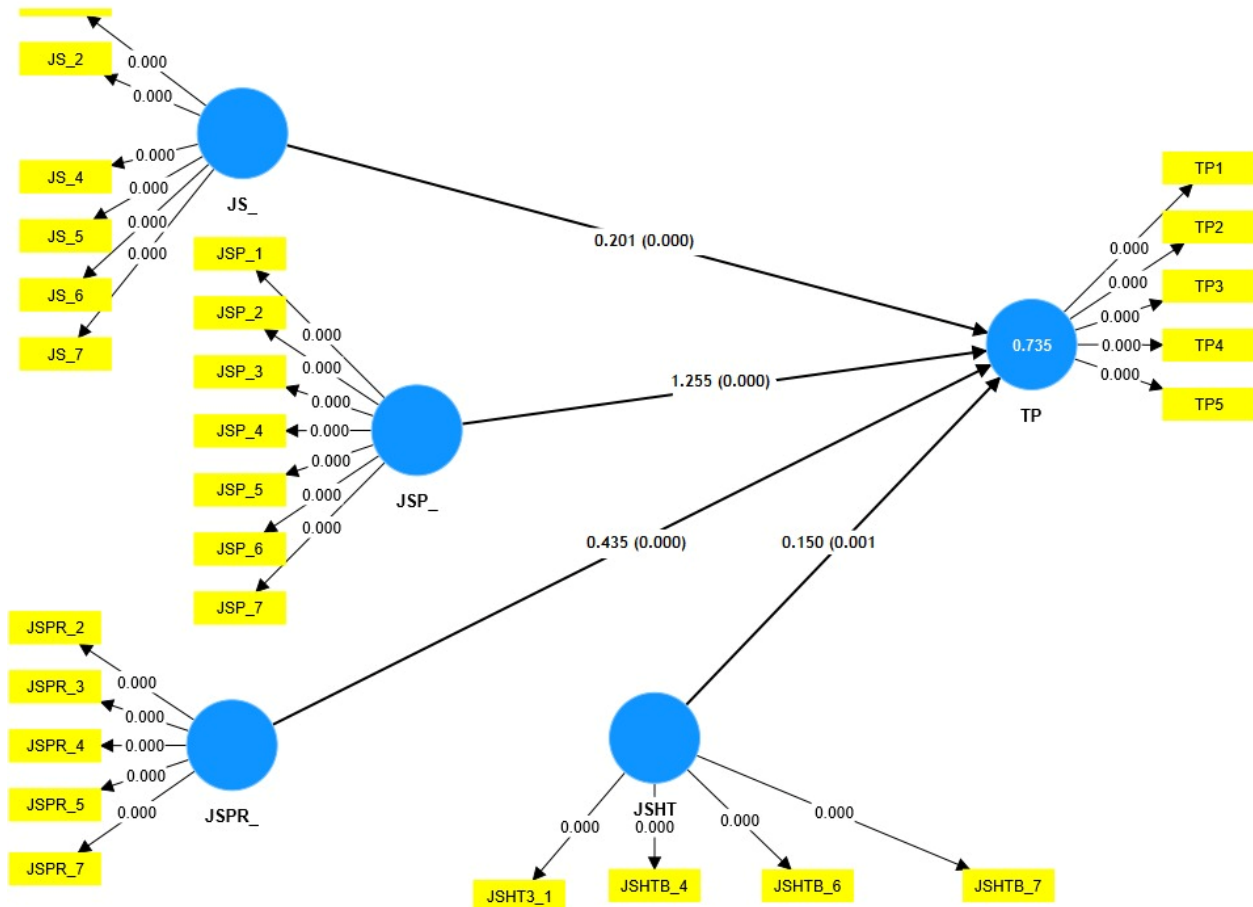 0.000
JS_2
0.000
JS_4
0.000
JS_5
0.000
JS_6
0.000
JS_7
0.000
JS_
0.201 (0.000)
JSP_1
0.000
JSP_2
0.000
JSP_3
0.000
JSP_4
0.000
JSP_5
0.000
JSP_6
0.000
JSP_7
0.000
JSP_
1.255 (0.000)
TP1
0.000
TP2
0.000
TP3
0.000
TP4
0.000
TP5
0.000
0.735
TP
JSPR_2
0.000
JSPR_3
0.000
JSPR_4
0.000
JSPR_5
0.000
JSPR_7
0.000
JSPR_
0.435 (0.000)
0.150 (0.001
JSHT
0.000
0.000
0.000
0.000
JSHT3_1
JSHTB_4
JSHTB_6
JSHTB_7